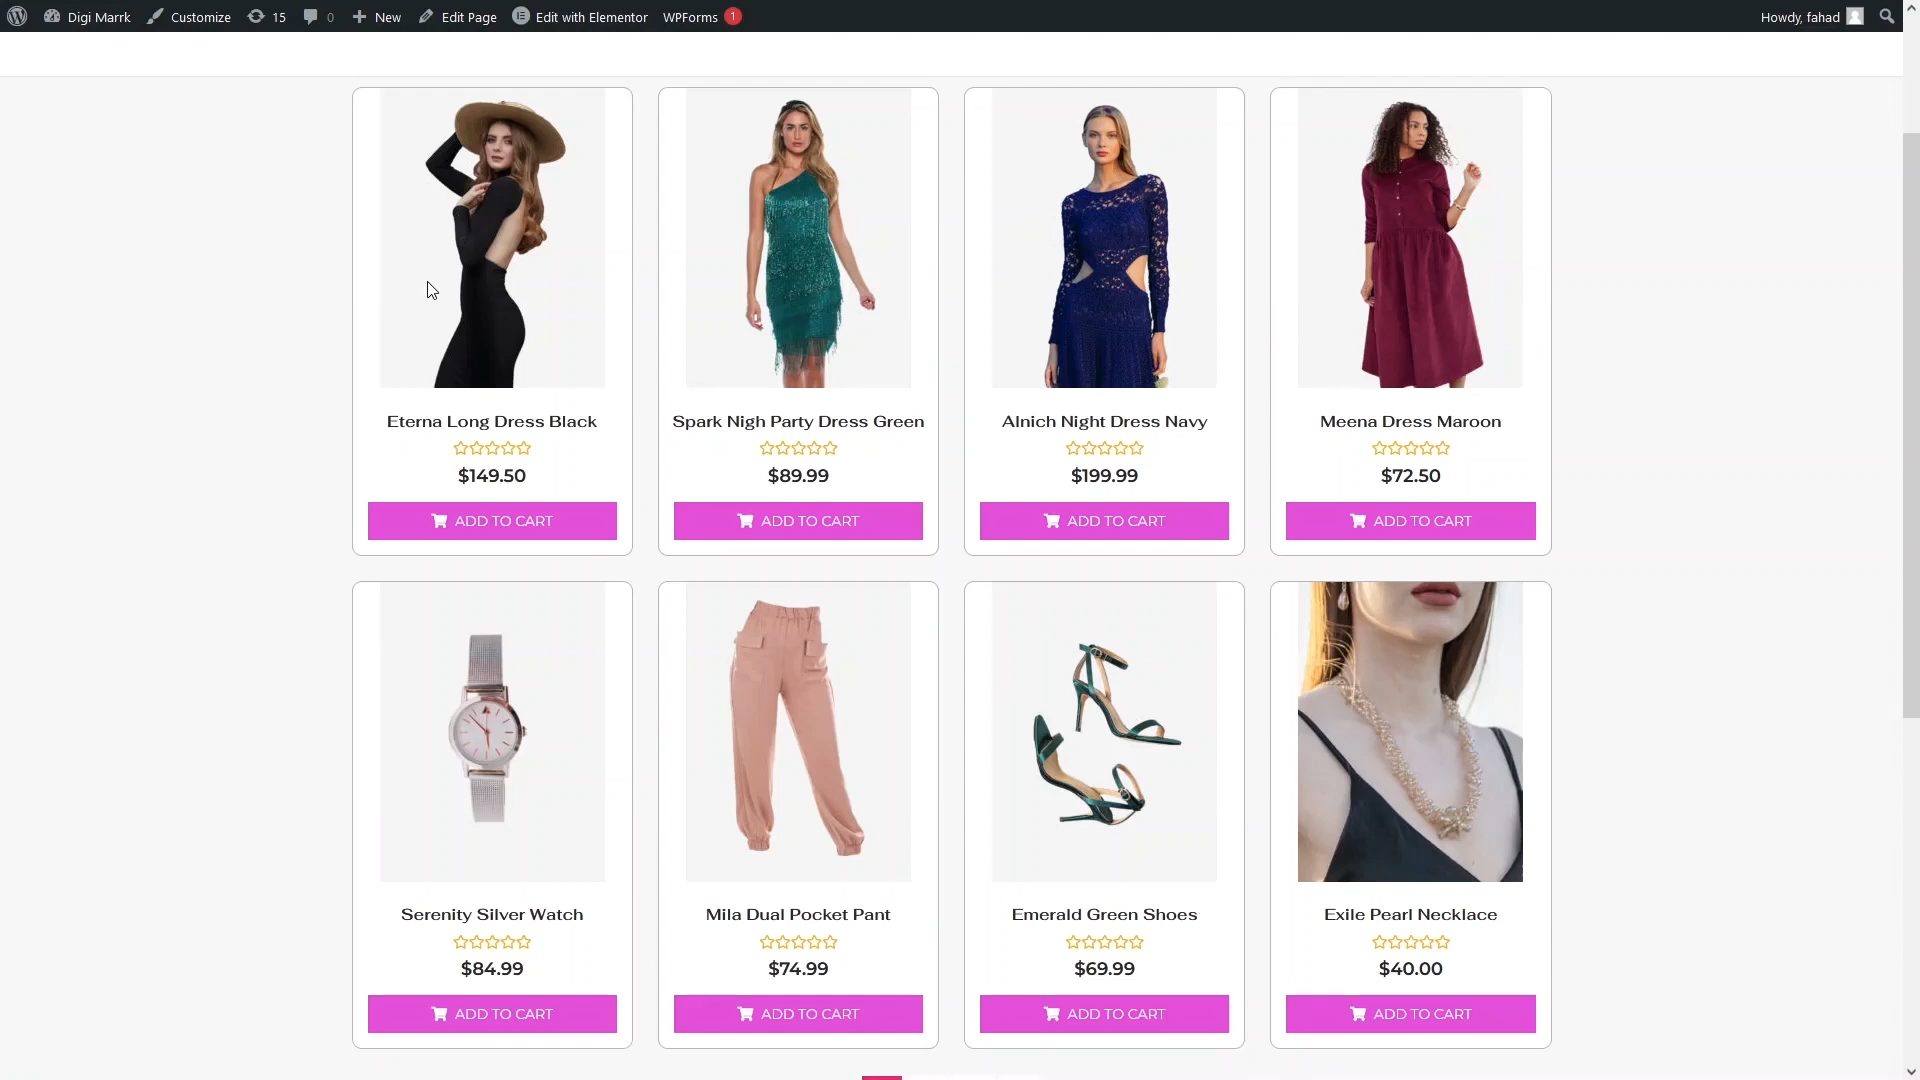 Digi Marrk Customize 15 0 New Edit Page Edit with Elementor WPForms 1 Howdy, fahad
Eterna Long Dress Black Spark Nigh Party Dress Green Alnich Night Dress Navy Meena Dress Maroon
$149.50 $89.99 $199.99 $72.50
ADD TO CART ADD TO CART ADD TO CART ADD TO CART
Serenity Silver Watch Mila Dual Pocket Pant Emerald Green Shoes Exile Pearl Necklace
$84.99 $74.99 $69.99 $40.00
ADD TO CART ADD TO CART ADD TO CART ADD TO CART